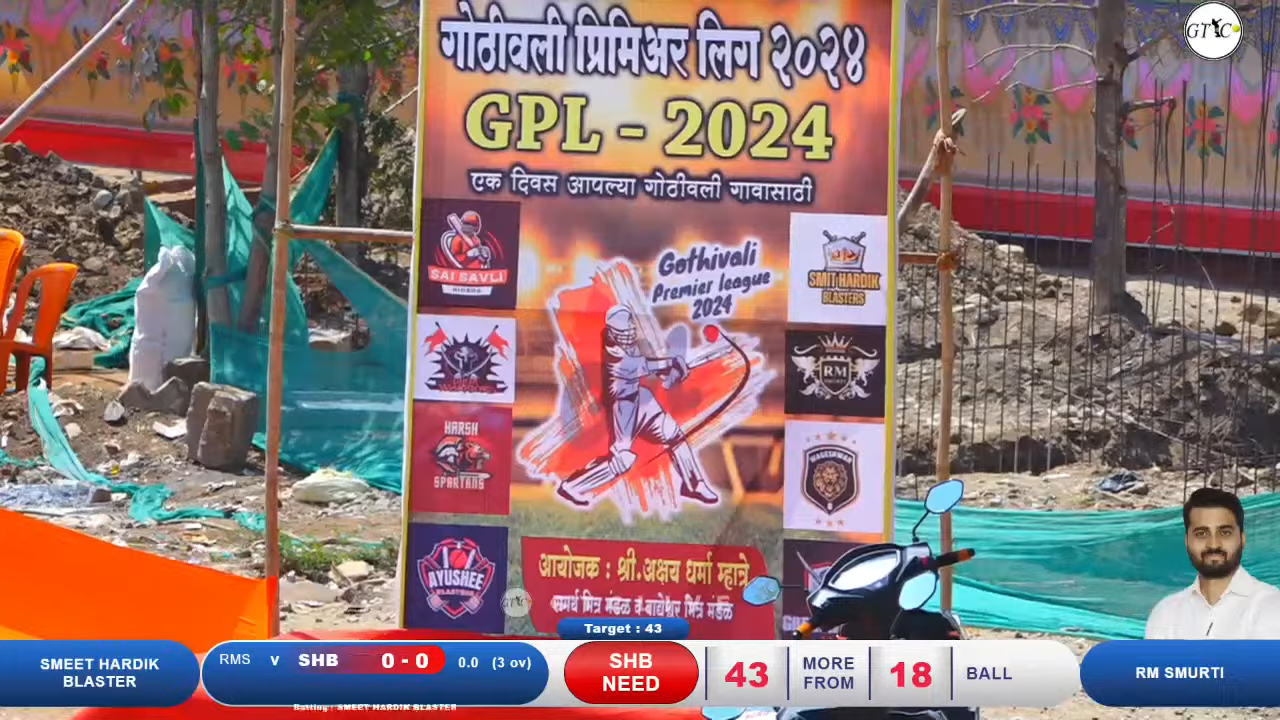 गोठीवली प्रिमिअर लिग २०२४
GPL - 2024
एक दिवस आपल्या गोठीवली गावासाठी
SAI SAVLI
RIDERS
Gothivali
Premier league
2024
SMIT HARDIK
BLASTERS
RM
HARSH
SPARTANS
WAGESHWAR
AYUSHEE
BLASTERS
आयोजक : श्री.अक्षय धर्मा म्हात्रे
समर्थ मित्र मंडळ व बाघेश्वर मित्र मंडळ
GTCC
Target : 43
SMEET HARDIK
BLASTER
RMS v SHB 0 - 0 0.0 (3 ov)
SHB
NEED
43 MORE
FROM 18 BALL
RM SMURTI
Batting : SMEET HARDIK BLASTER